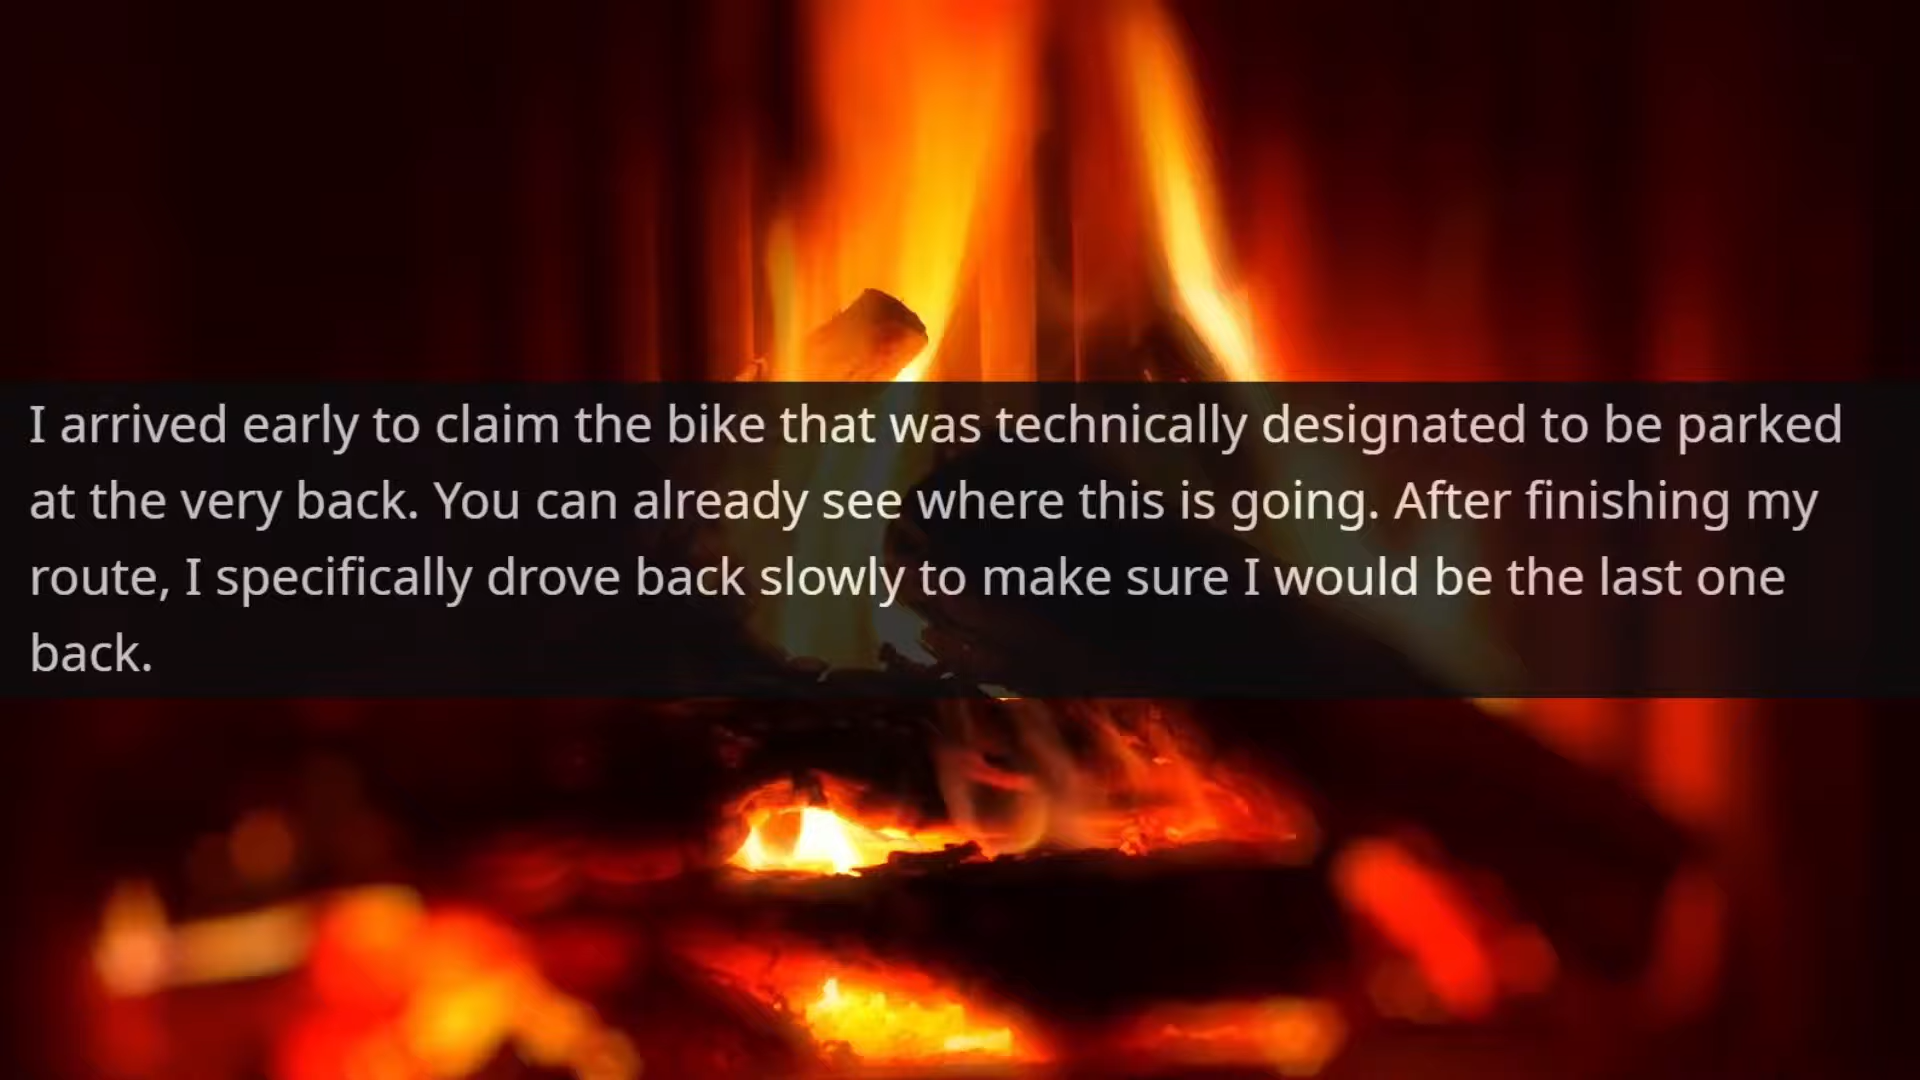 I arrived early to claim the bike that was technically designated to be parked
at the very back. You can already see where this is going. After finishing my
route, I specifically drove back slowly to make sure I would be the last one
back.